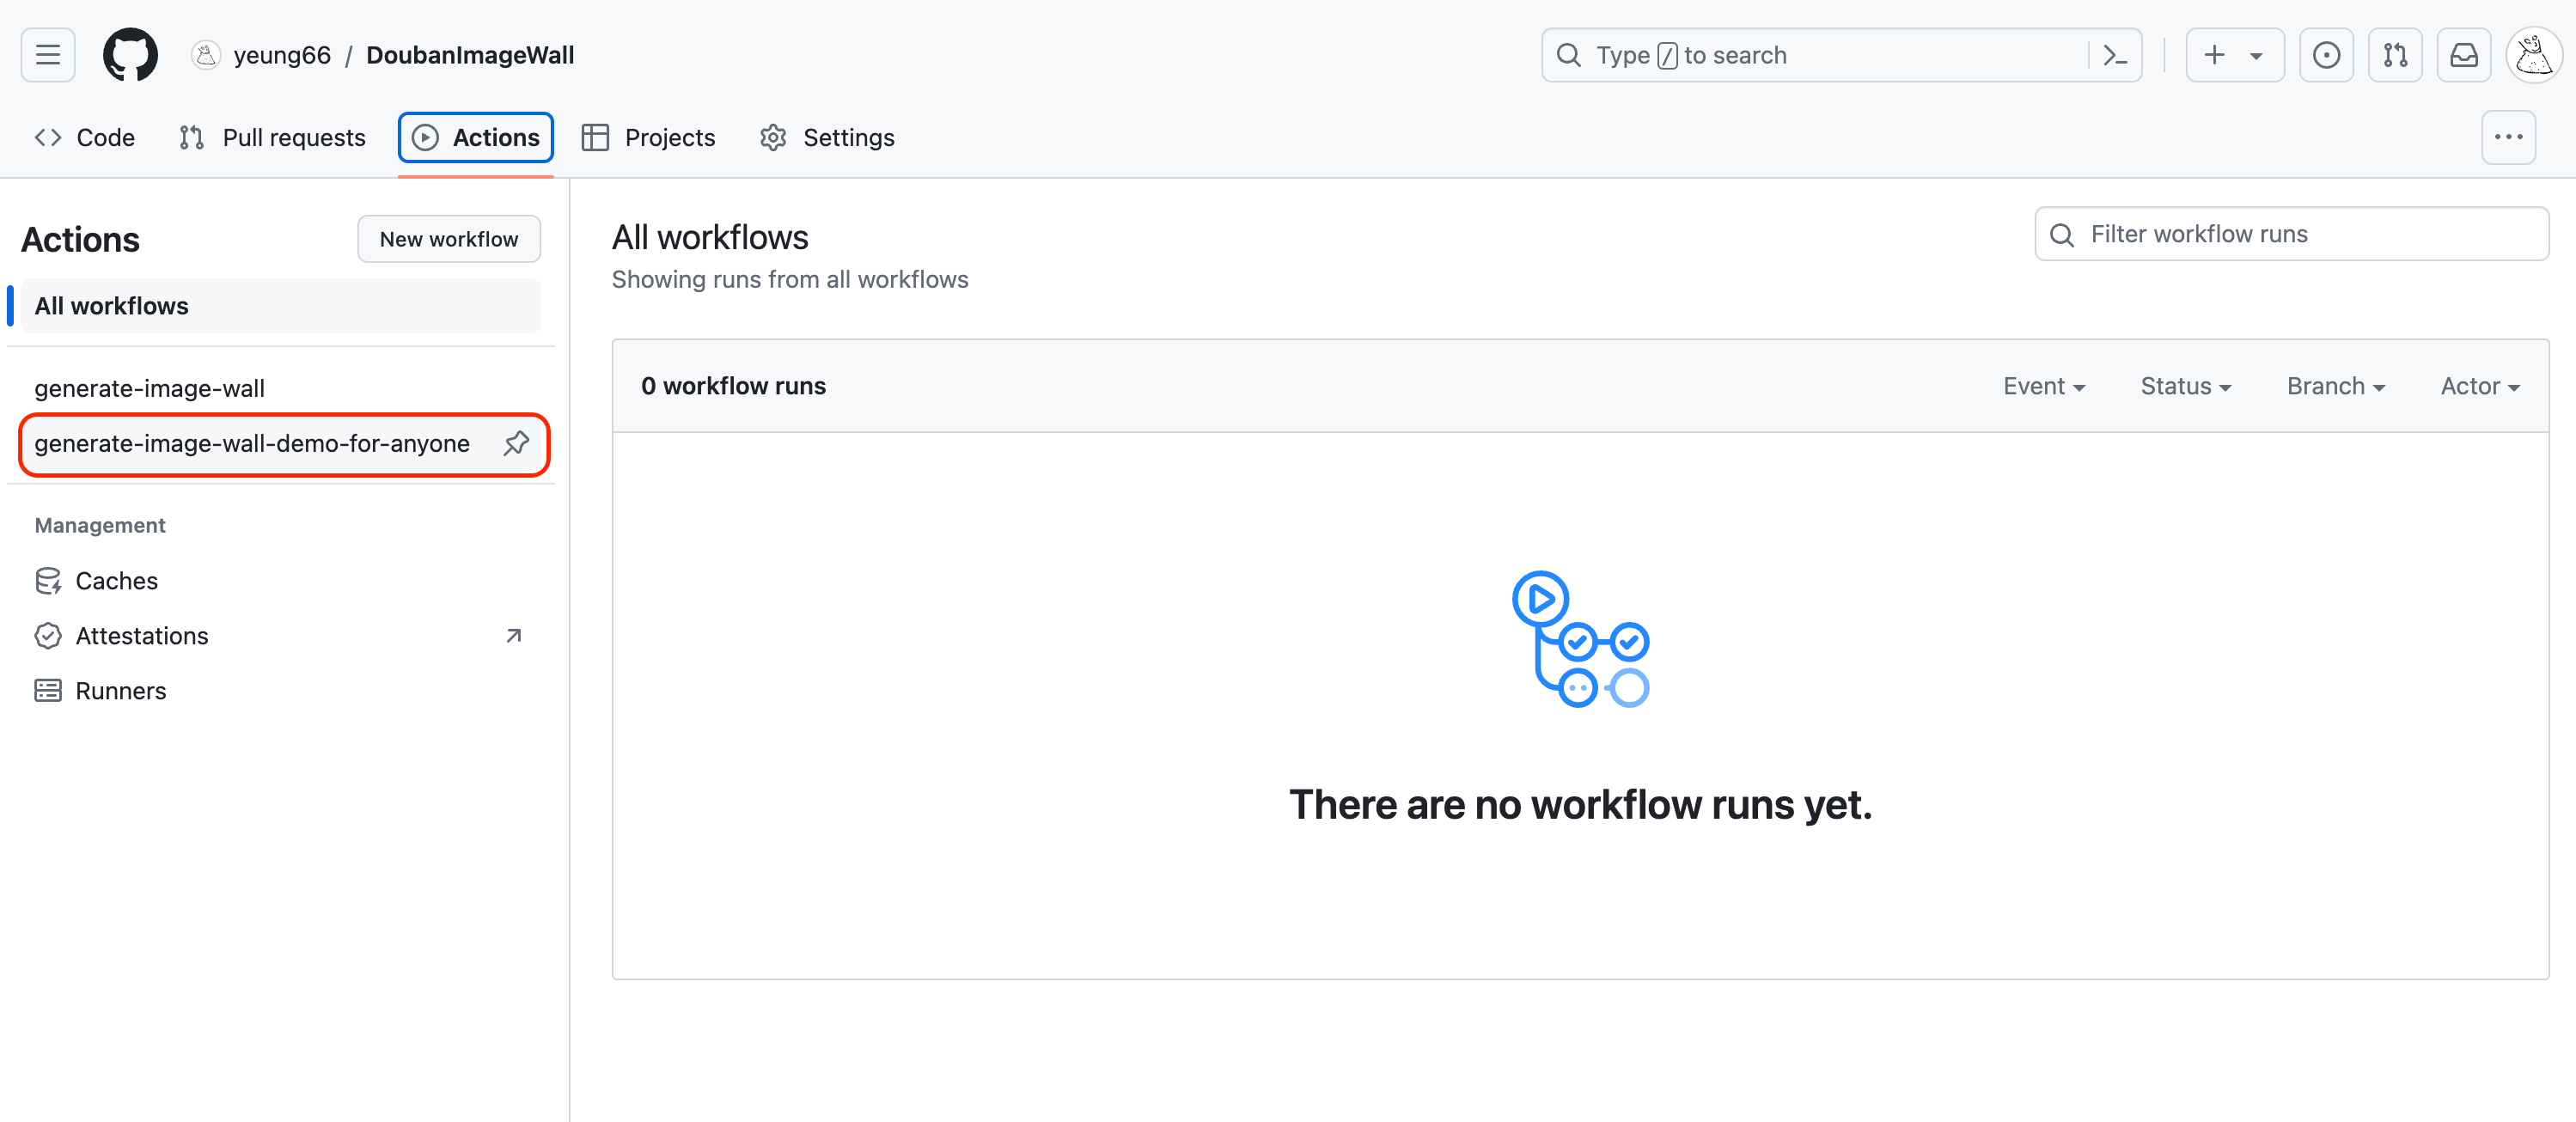 yeung66 / DoubanImageWall
Type / to search
Code Pull requests Actions Projects Settings
Actions
New workflow
All workflows
generate-image-wall
generate-image-wall-demo-for-anyone
Management
Caches
Attestations
Runners
All workflows
Showing runs from all workflows
Filter workflow runs
0 workflow runs
Event Status Branch Actor
There are no workflow runs yet.